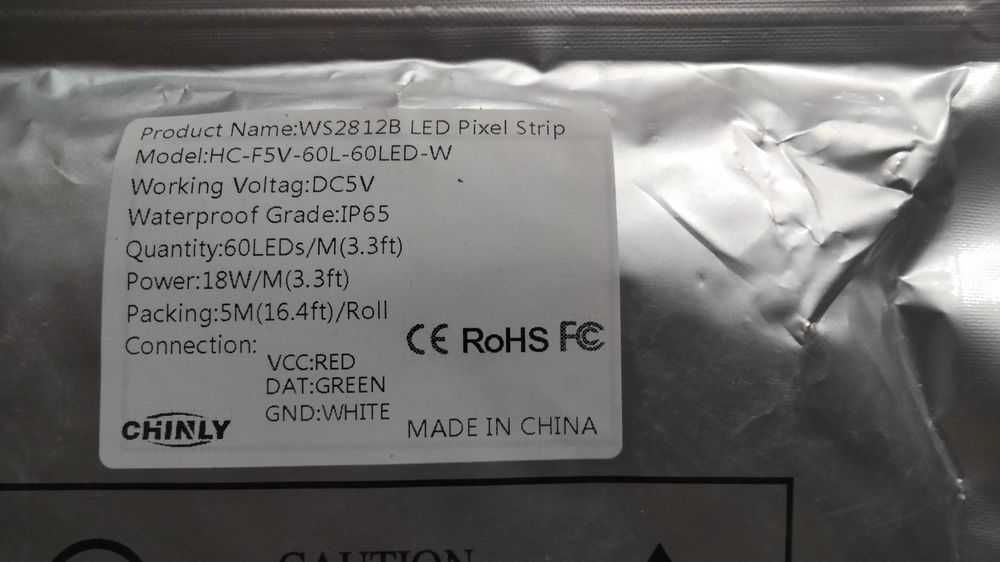 Product Name:WS2812B LED Pixel Strip
Model:HC-F5V-60L-60LED-W
Working Voltag:DC5V
Waterproof Grade:IP65
Quantity:60LEDs/M(3.3ft)
Power:18W/M(3.3ft)
Packing:5M(16.4ft)/Roll
Connection:
VCC:RED
DAT:GREEN
GND:WHITE
CE RoHS FC
CHINLY
MADE IN CHINA
CAUTION